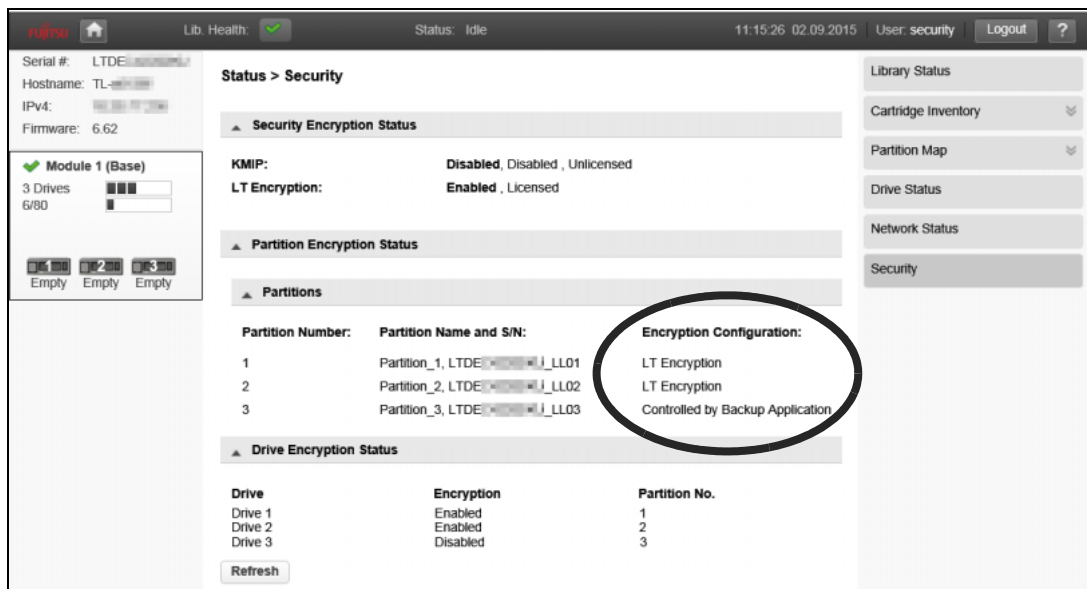 FUJITSU Lib. Health: Status: Idle 11:15:26 02.09.2015 User: security Logout ?
Serial #: LTDE
Hostname: TL-
IPv4:
Firmware: 6.62
Module 1 (Base)
3 Drives
6/80
1 2 3
Empty Empty Empty
Status > Security
Security Encryption Status
KMIP: Disabled, Disabled , Unlicensed
LT Encryption: Enabled , Licensed
Partition Encryption Status
Partitions
Partition Number: Partition Name and S/N: Encryption Configuration:
1 Partition_1, LTDE _LL01 LT Encryption
2 Partition_2, LTDE _LL02 LT Encryption
3 Partition_3, LTDE _LL03 Controlled by Backup Application
Drive Encryption Status
Drive Encryption Partition No.
Drive 1 Enabled 1
Drive 2 Enabled 2
Drive 3 Disabled 3
Refresh
Library Status
Cartridge Inventory
Partition Map
Drive Status
Network Status
Security